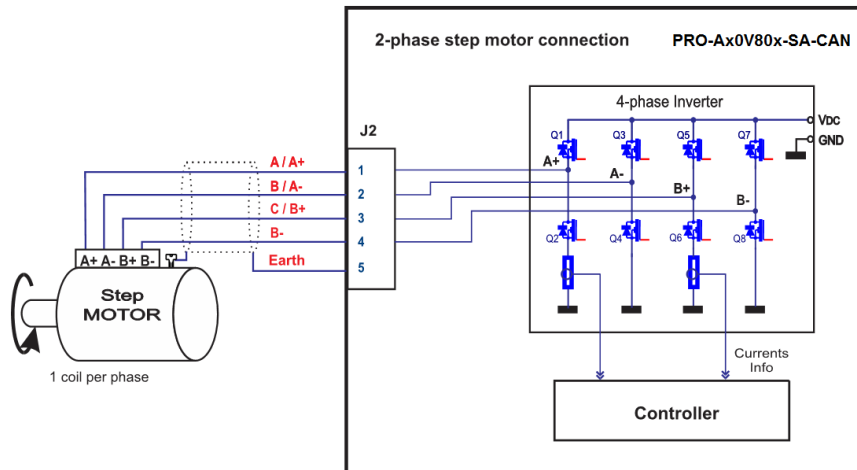 2-phase step motor connection
PRO-Ax0V80x-SA-CAN
4-phase Inverter
VDC
GND
Q1
Q3
Q5
Q7
A+
A-
B+
B-
Q2
Q4
Q6
Q8
J2
A / A+
1
B / A-
2
C / B+
3
B-
4
Earth
5
A+ A- B+ B-
Step
MOTOR
1 coil per phase
Currents
Info
Controller